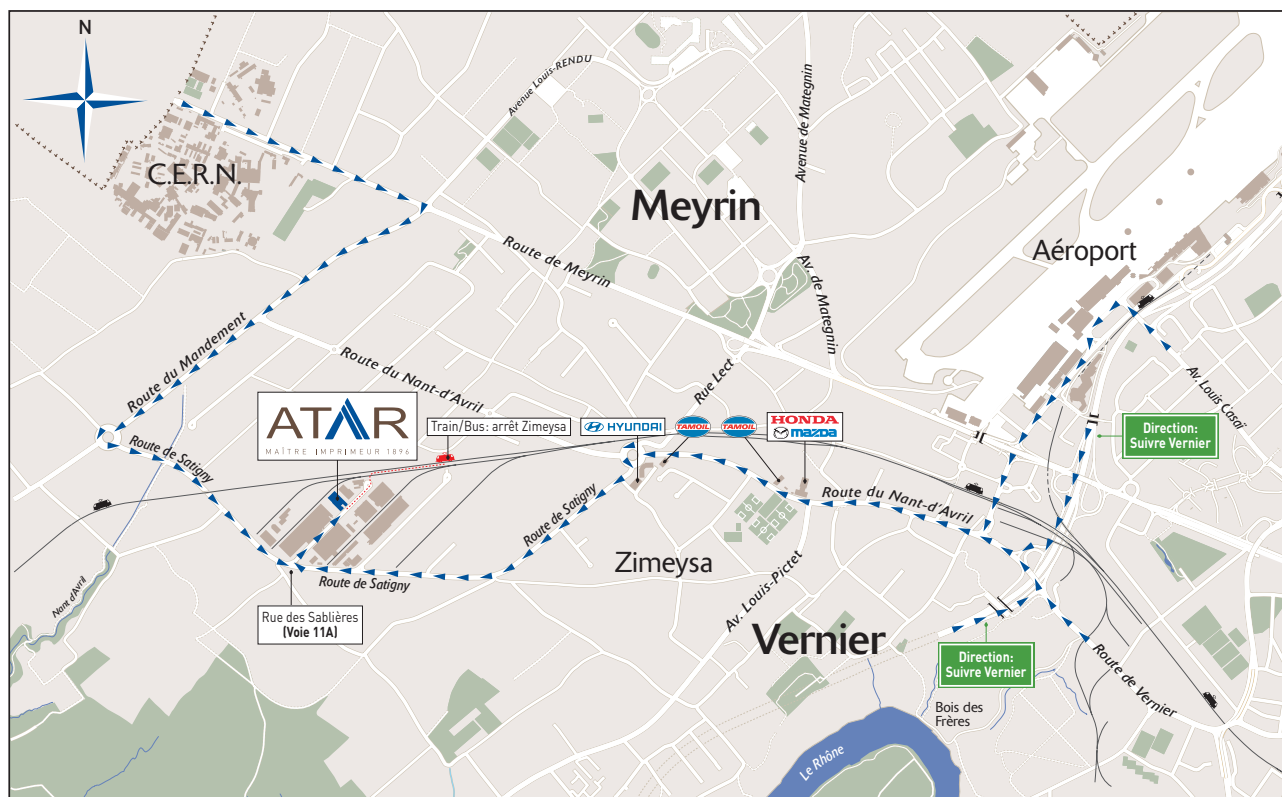 N
C.E.R.N.
Avenue Louis-RENDU
Avenue de Mategnin
Meyrin
Aéroport
Route de Meyrin
Av. de Mategnin
Route du Mandement
Route du Nant-d'Avril
Rue Lect
Av. Louis Casaï
ATAR
MAÎTRE IMPRIMEUR 1896
Train/Bus: arrêt Zimeysa
HYUNDAI
TAMOIL
TAMOIL
HONDA
mazda
Direction:
Suivre Vernier
Route de Satigny
Route de Satigny
Route du Nant-d'Avril
Zimeysa
Route de Satigny
Nant d'Avril
Rue des Sablières
(Voie 11A)
Av. Louis-Pictet
Vernier
Direction:
Suivre Vernier
Route de Vernier
Bois des
Frères
Le Rhône